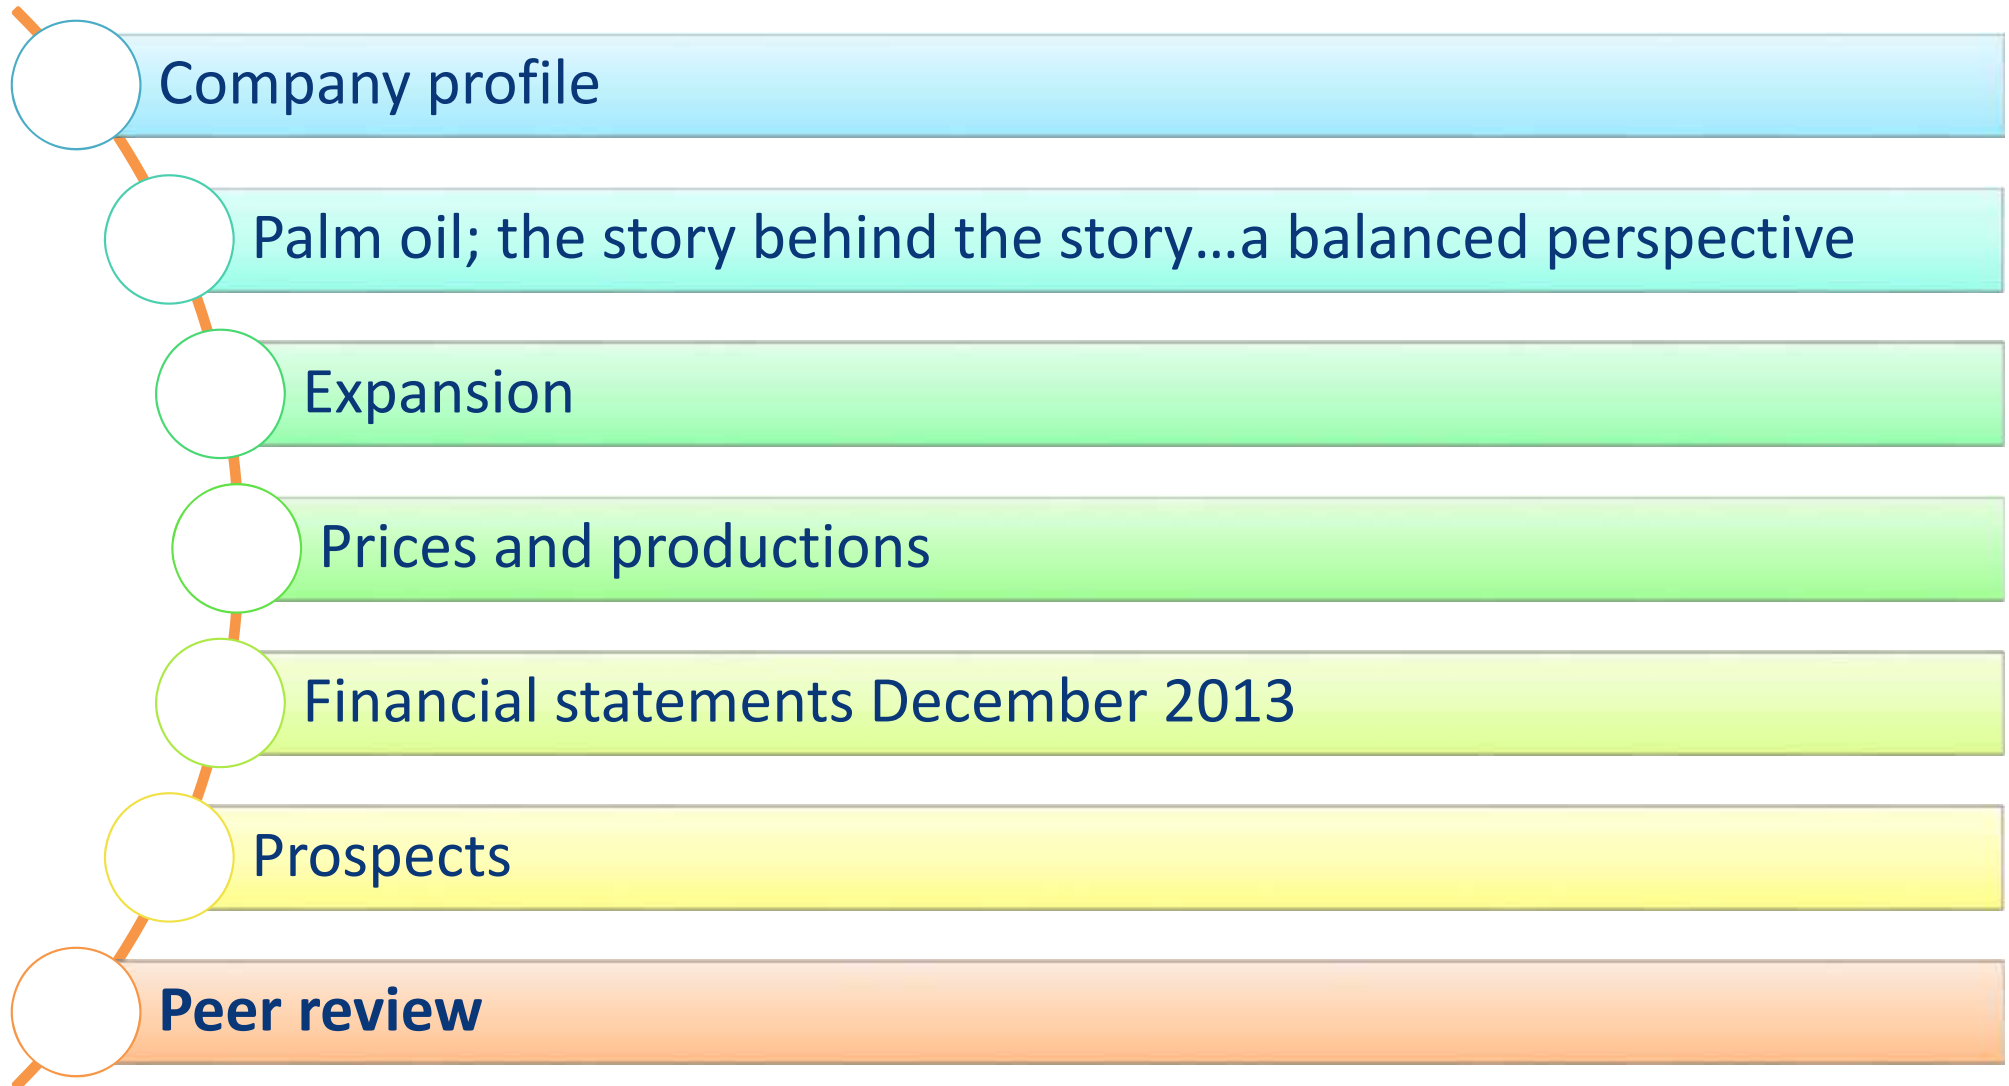 Company profile
Palm oil; the story behind the story...a balanced perspective
Expansion
Prices and productions
Financial statements December 2013
Prospects
Peer review